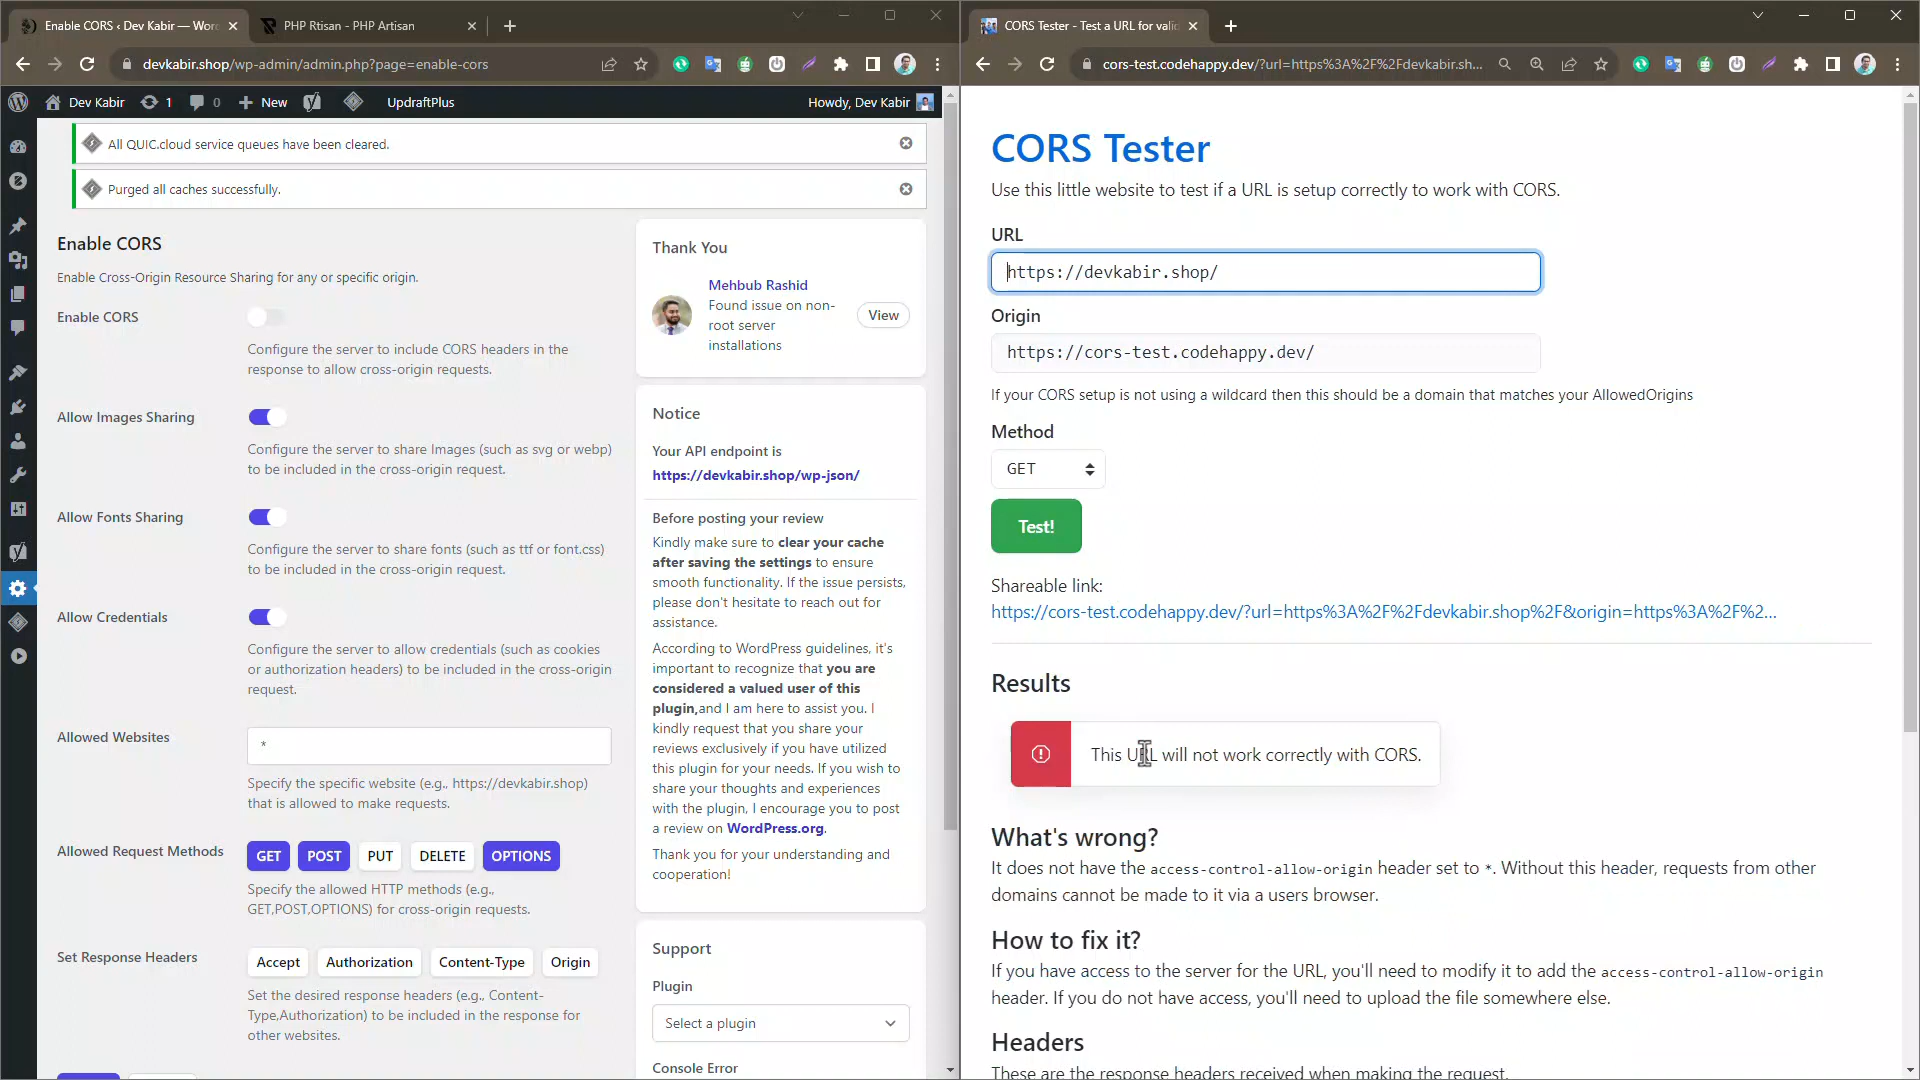 Enable CORS ‹ Dev Kabir — Wor
PHP Rtisan - PHP Artisan
devkabir.shop/wp-admin/admin.php?page=enable-cors
Dev Kabir
1
0
New
UpdraftPlus
Howdy, Dev Kabir
All QUIC.cloud service queues have been cleared.
Purged all caches successfully.
Enable CORS
Enable Cross-Origin Resource Sharing for any or specific origin.
Enable CORS
Configure the server to include CORS headers in the
response to allow cross-origin requests.
Allow Images Sharing
Configure the server to share Images (such as svg or webp)
to be included in the cross-origin request.
Allow Fonts Sharing
Configure the server to share fonts (such as ttf or font.css)
to be included in the cross-origin request.
Allow Credentials
Configure the server to allow credentials (such as cookies
or authorization headers) to be included in the cross-origin
request.
Allowed Websites
*
Specify the specific website (e.g., https://devkabir.shop)
that is allowed to make requests.
Allowed Request Methods
GET POST PUT DELETE OPTIONS
Specify the allowed HTTP methods (e.g.,
GET,POST,OPTIONS) for cross-origin requests.
Set Response Headers
Accept Authorization Content-Type Origin
Set the desired response headers (e.g., Content-
Type,Authorization) to be included in the response for
other websites.
Thank You
Mehbub Rashid
Found issue on non-
root server
installations
View
Notice
Your API endpoint is
https://devkabir.shop/wp-json/
Before posting your review
Kindly make sure to clear your cache
after saving the settings to ensure
smooth functionality. If the issue persists,
please don't hesitate to reach out for
assistance.
According to WordPress guidelines, it's
important to recognize that you are
considered a valued user of this
plugin,and I am here to assist you. I
kindly request that you share your
reviews exclusively if you have utilized
this plugin for your needs. If you wish to
share your thoughts and experiences
with the plugin, I encourage you to post
a review on WordPress.org.
Thank you for your understanding and
cooperation!
Support
Plugin
Select a plugin
Console Error
CORS Tester - Test a URL for valid
cors-test.codehappy.dev/?url=https%3A%2F%2Fdevkabir.sh...
CORS Tester
Use this little website to test if a URL is setup correctly to work with CORS.
URL
https://devkabir.shop/
Origin
https://cors-test.codehappy.dev/
If your CORS setup is not using a wildcard then this should be a domain that matches your AllowedOrigins
Method
GET
Test!
Shareable link:
https://cors-test.codehappy.dev/?url=https%3A%2F%2Fdevkabir.shop%2F&origin=https%3A%2F%2...
Results
This URL will not work correctly with CORS.
What's wrong?
It does not have the access-control-allow-origin header set to *. Without this header, requests from other
domains cannot be made to it via a users browser.
How to fix it?
If you have access to the server for the URL, you'll need to modify it to add the access-control-allow-origin
header. If you do not have access, you'll need to upload the file somewhere else.
Headers
These are the response headers received when making the request.